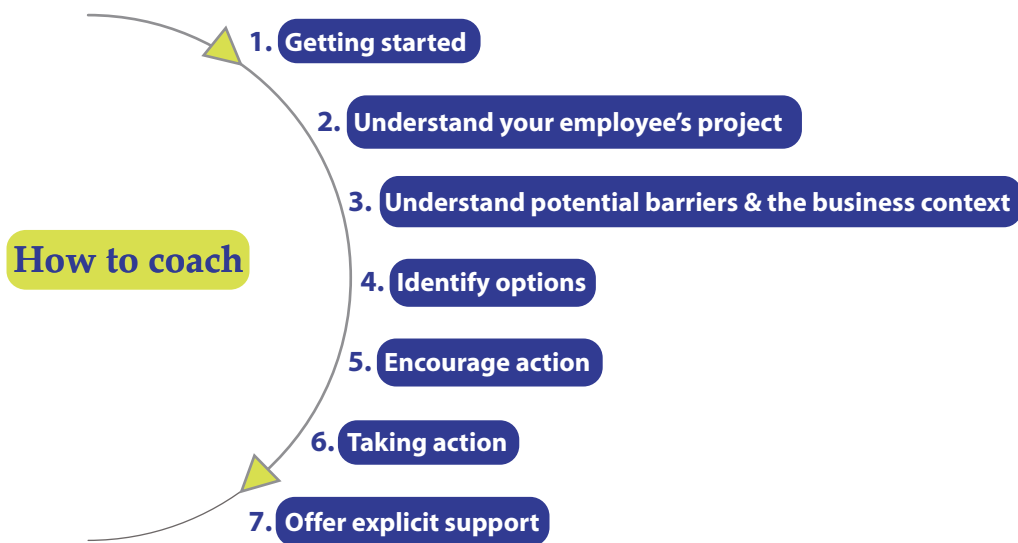 1. Getting started
2. Understand your employee’s project
3. Understand potential barriers & the business context
How to coach
4. Identify options
5. Encourage action
6. Taking action
7. Offer explicit support